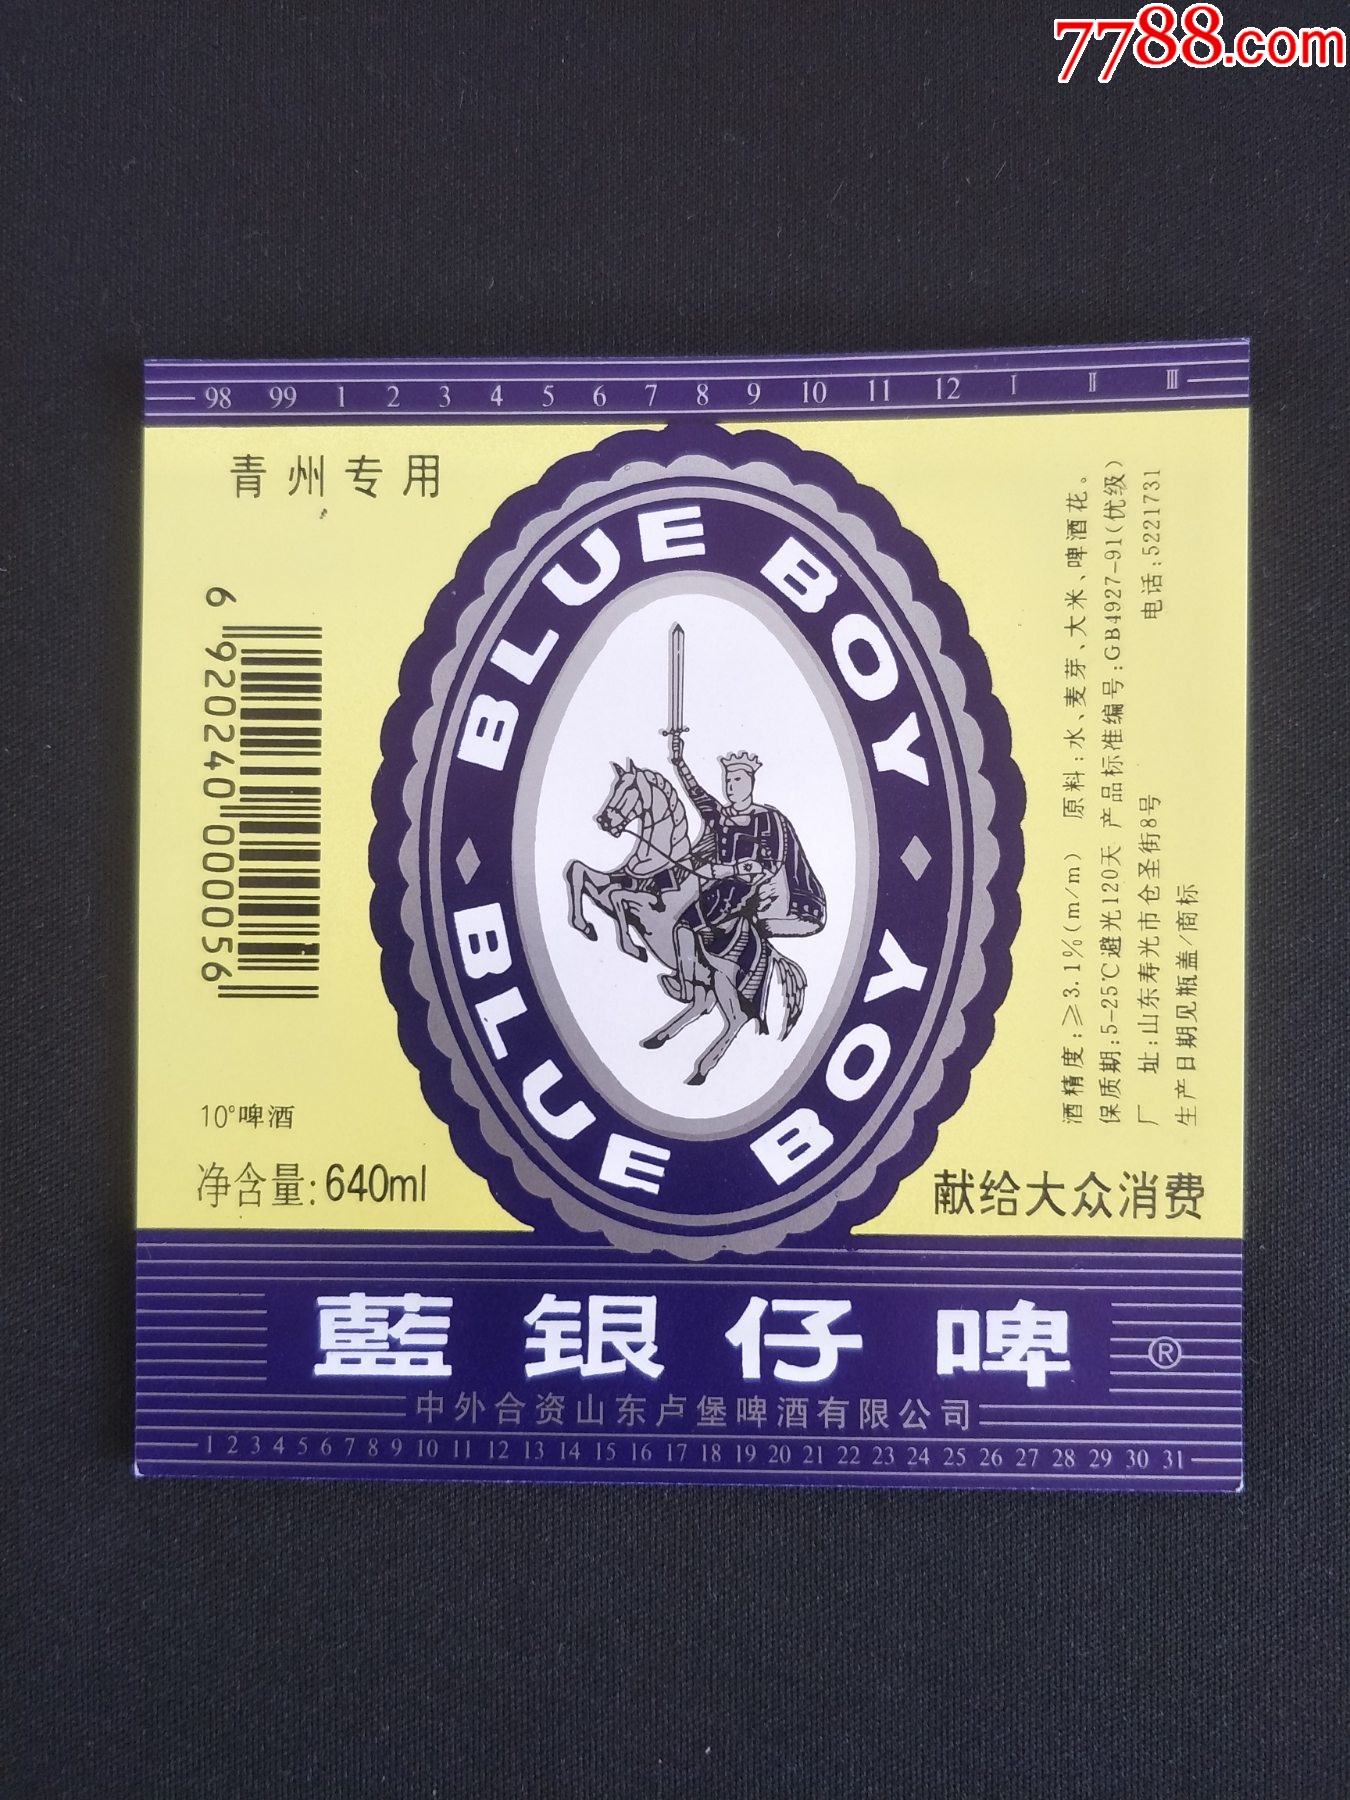 7788.com
98 99 1 2 3 4 5 6 7 8 9 10 11 12 Ⅰ Ⅱ Ⅲ
青州专用
BLUE BOY
BLUE BOY
6 920240 000056
10°啤酒
净含量:640ml
酒精度:≥3.1%(m/m) 原料:水、麦芽、大米、啤酒花。
保质期:5-25℃避光120天 产品标准编号:GB4927-91(优级)
厂 址:山东寿光市仓圣街8号 电话:5221731
生产日期见瓶盖/商标
献给大众消费
藍银仔啤®
中外合资山东卢堡啤酒有限公司
1 2 3 4 5 6 7 8 9 10 11 12 13 14 15 16 17 18 19 20 21 22 23 24 25 26 27 28 29 30 31